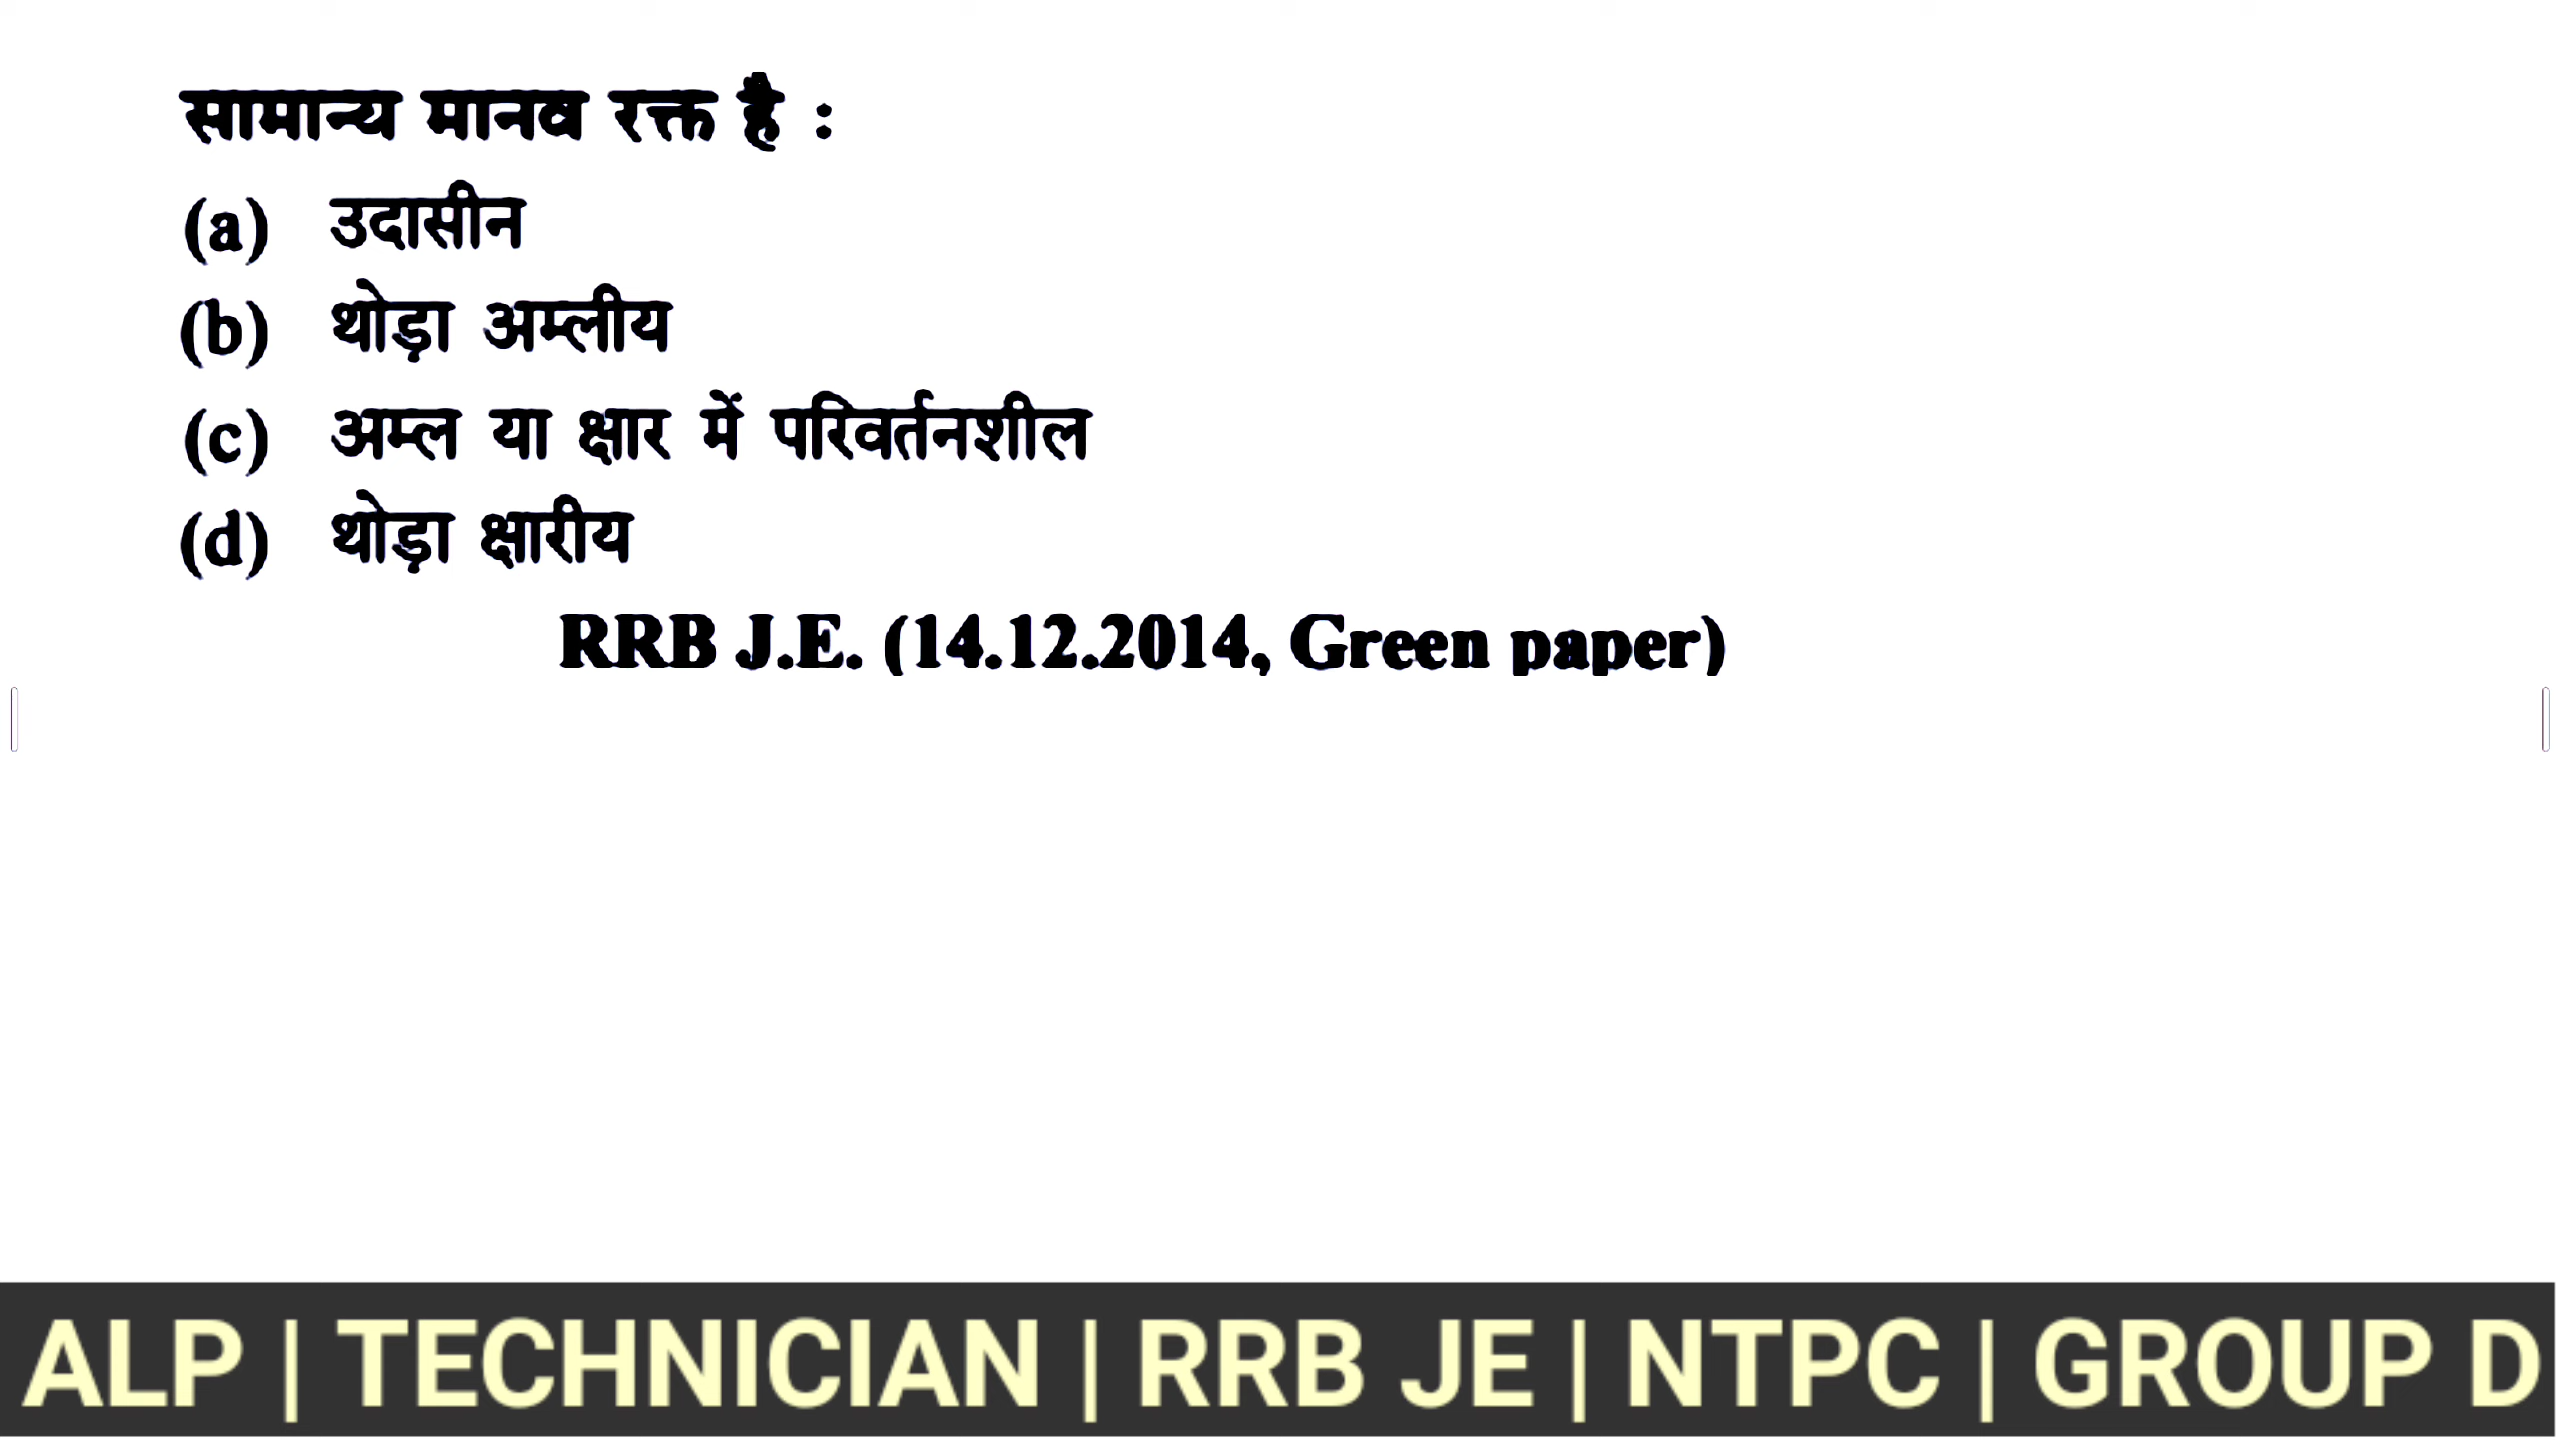 सामान्य मानव रक्त है :
(a) उदासीन
(b) थोड़ा अम्लीय
(c) अम्ल या क्षार में परिवर्तनशील
(d) थोड़ा क्षारीय
RRB J.E. (14.12.2014, Green paper)
ALP | TECHNICIAN | RRB JE | NTPC | GROUP D